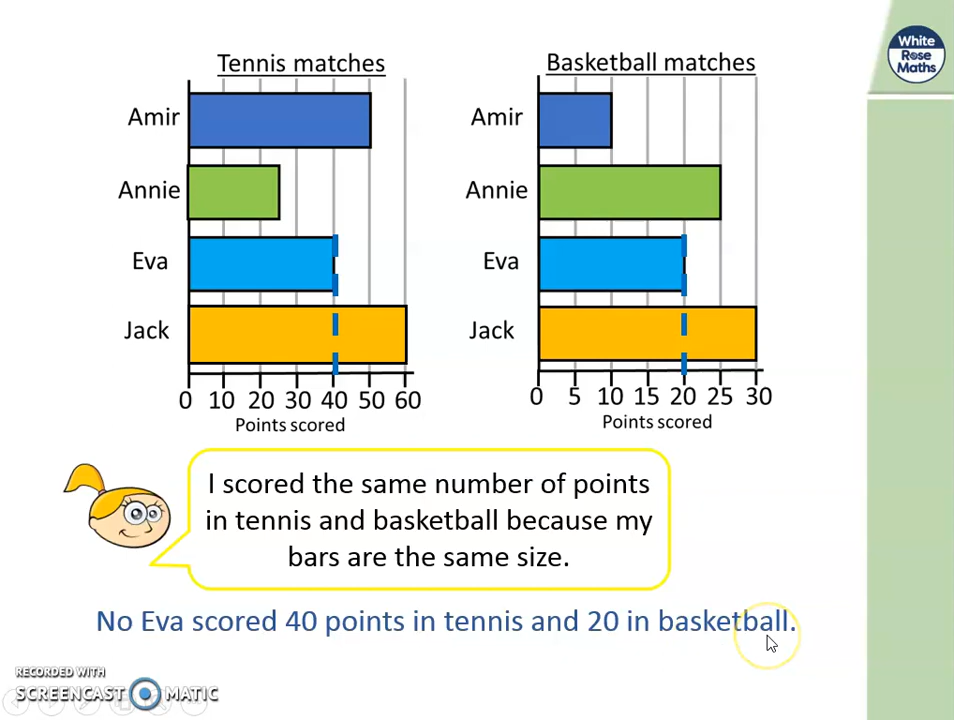 White
Rose
Maths
Tennis matches
Amir
Annie
Eva
Jack
0 10 20 30 40 50 60
Points scored
Basketball matches
Amir
Annie
Eva
Jack
0 5 10 15 20 25 30
Points scored
I scored the same number of points
in tennis and basketball because my
bars are the same size.
No Eva scored 40 points in tennis and 20 in basketball.
RECORDED WITH
SCREENCAST MATIC